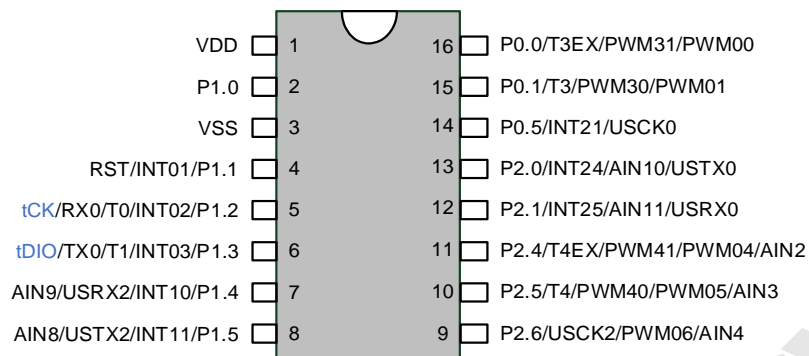 VDD 1 16 P0.0/T3EX/PWM31/PWM00
P1.0 2 15 P0.1/T3/PWM30/PWM01
VSS 3 14 P0.5/INT21/USCK0
RST/INT01/P1.1 4 13 P2.0/INT24/AIN10/USTX0
tCK/RX0/T0/INT02/P1.2 5 12 P2.1/INT25/AIN11/USRX0
tDIO/TX0/T1/INT03/P1.3 6 11 P2.4/T4EX/PWM41/PWM04/AIN2
AIN9/USRX2/INT10/P1.4 7 10 P2.5/T4/PWM40/PWM05/AIN3
AIN8/USTX2/INT11/P1.5 8 9 P2.6/USCK2/PWM06/AIN4